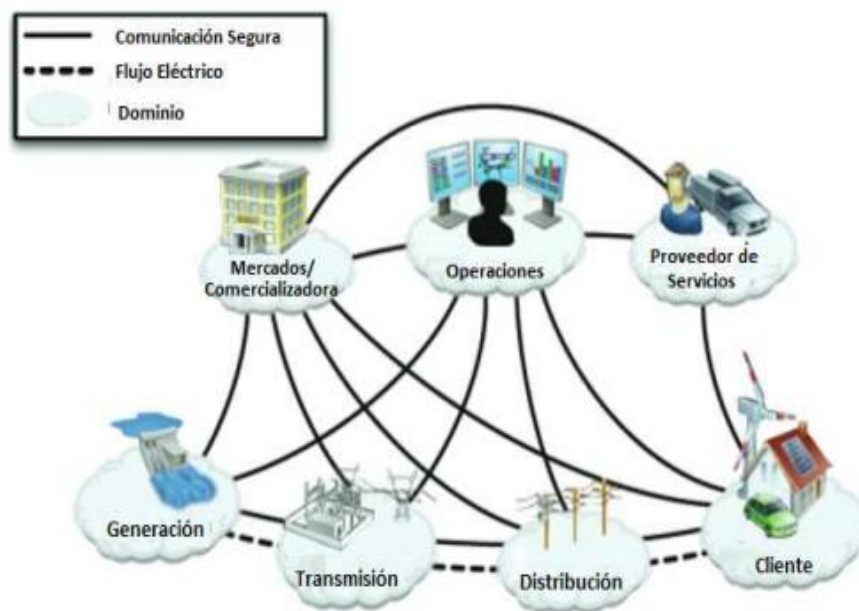 Comunicación Segura
Flujo Eléctrico
Dominio
Mercados/
Comercializadora
Operaciones
Proveedor de
Servicios
Generación
Transmisión
Distribución
Cliente